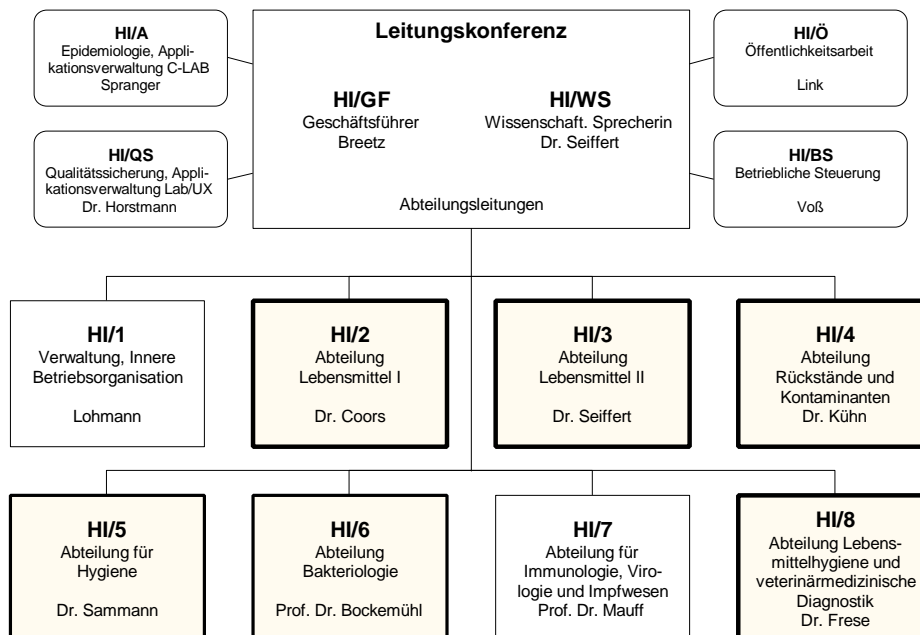 HI/A
Epidemiologie, Appli-
kationsverwaltung C-LAB
Spranger
Leitungskonferenz
HI/GF
Geschäftsführer
Breetz
HI/WS
Wissenschaft. Sprecherin
Dr. Seiffert
Abteilungsleitungen
HI/Ö
Öffentlichkeitsarbeit
Link
HI/QS
Qualitätssicherung, Appli-
kationsverwaltung Lab/UX
Dr. Horstmann
HI/BS
Betriebliche Steuerung
Voß
HI/1
Verwaltung, Innere
Betriebsorganisation
Lohmann
HI/2
Abteilung
Lebensmittel I
Dr. Coors
HI/3
Abteilung
Lebensmittel II
Dr. Seiffert
HI/4
Abteilung
Rückstände und
Kontaminanten
Dr. Kühn
HI/5
Abteilung für
Hygiene
Dr. Sammann
HI/6
Abteilung
Bakteriologie
Prof. Dr. Bockemühl
HI/7
Abteilung für
Immunologie, Viro-
logie und Impfwesen
Prof. Dr. Mauff
HI/8
Abteilung Lebens-
mittelhygiene und
veterinärmedizinische
Diagnostik
Dr. Frese